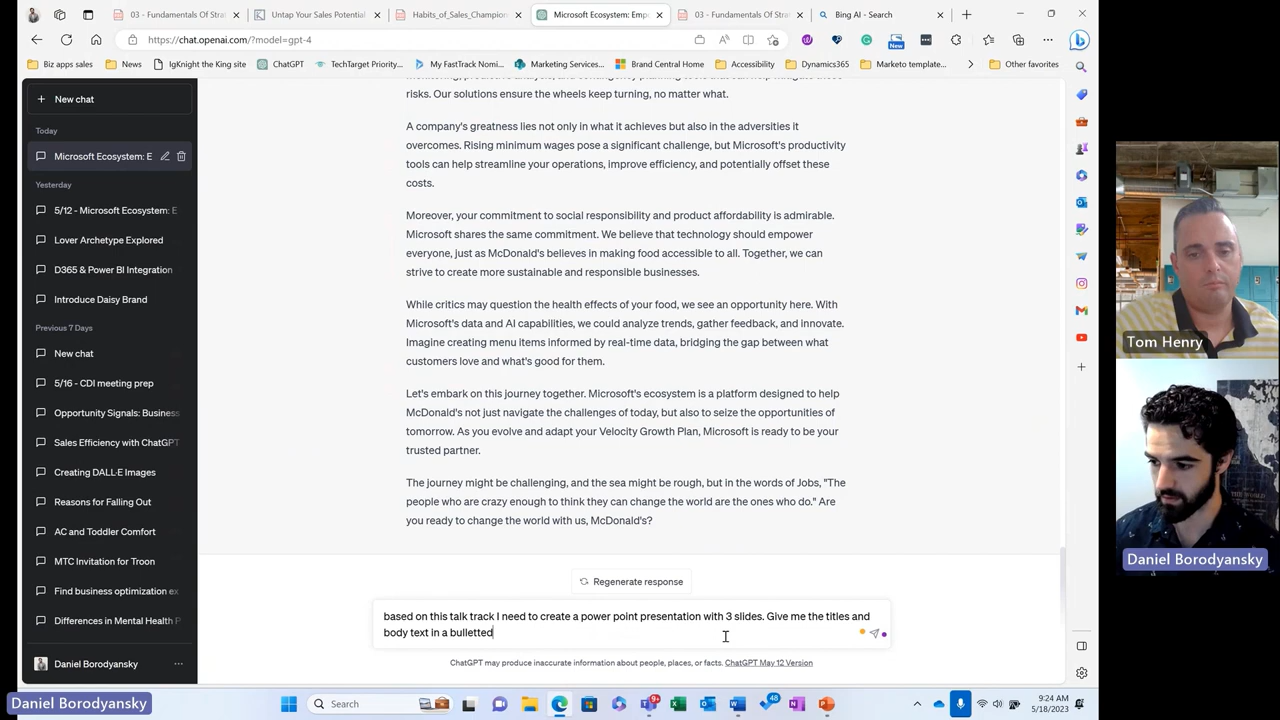 03 - Fundamentals Of Stra
Untap Your Sales Potential
Habits_of_Sales_Champion
Microsoft Ecosystem: Emp
03 - Fundamentals Of Stra
Bing AI - Search
https://chat.openai.com/?model=gpt-4
New
Biz apps sales
News
IgKnight the King site
ChatGPT
TechTarget Priority...
My FastTrack Nomi...
Marketing Services...
Brand Central Home
Accessibility
Dynamics365
Marketo template...
Other favorites
New chat
Today
Microsoft Ecosystem: E
Yesterday
5/12 - Microsoft Ecosystem: E
Lover Archetype Explored
D365 & Power BI Integration
Introduce Daisy Brand
Previous 7 Days
New chat
5/16 - CDI meeting prep
Opportunity Signals: Business
Sales Efficiency with ChatGPT
Creating DALL·E Images
Reasons for Falling Out
AC and Toddler Comfort
MTC Invitation for Troon
Find business optimization ex
Differences in Mental Health P
Daniel Borodyansky
risks. Our solutions ensure the wheels keep turning, no matter what.
A company's greatness lies not only in what it achieves but also in the adversities it
overcomes. Rising minimum wages pose a significant challenge, but Microsoft's productivity
tools can help streamline your operations, improve efficiency, and potentially offset these
costs.
Moreover, your commitment to social responsibility and product affordability is admirable.
Microsoft shares the same commitment. We believe that technology should empower
everyone, just as McDonald's believes in making food accessible to all. Together, we can
strive to create more sustainable and responsible businesses.
While critics may question the health effects of your food, we see an opportunity here. With
Microsoft's data and AI capabilities, we could analyze trends, gather feedback, and innovate.
Imagine creating menu items informed by real-time data, bridging the gap between what
customers love and what's good for them.
Let's embark on this journey together. Microsoft's ecosystem is a platform designed to help
McDonald's not just navigate the challenges of today, but also to seize the opportunities of
tomorrow. As you evolve and adapt your Velocity Growth Plan, Microsoft is ready to be your
trusted partner.
The journey might be challenging, and the sea might be rough, but in the words of Jobs, "The
people who are crazy enough to think they can change the world are the ones who do." Are
you ready to change the world with us, McDonald's?
Regenerate response
based on this talk track I need to create a power point presentation with 3 slides. Give me the titles and
body text in a bulletted
ChatGPT may produce inaccurate information about people, places, or facts. ChatGPT May 12 Version
Tom Henry
Daniel Borodyansky
Daniel Borodyansky
Search
9+
48
9:24 AM
5/18/2023